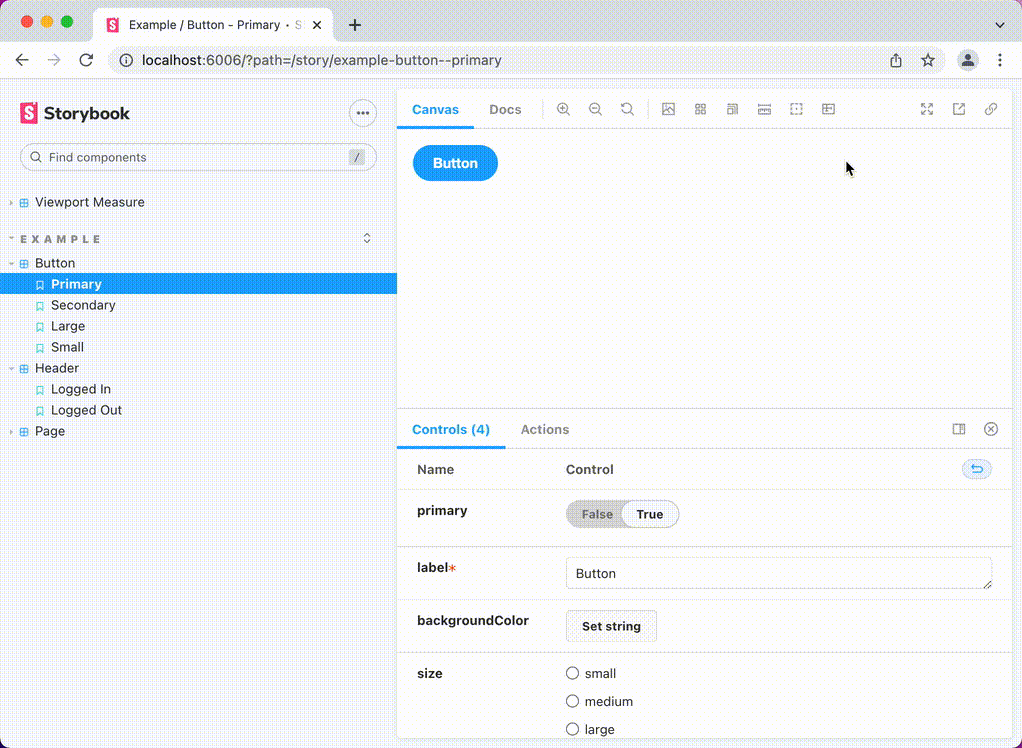 Example / Button - Primary • S
localhost:6006/?path=/story/example-button--primary
Storybook
Find components /
Viewport Measure
EXAMPLE
Button
Primary
Secondary
Large
Small
Header
Logged In
Logged Out
Page
Canvas Docs
Button
Controls (4) Actions
Name Control
primary False True
label* Button
backgroundColor Set string
size small
medium
large